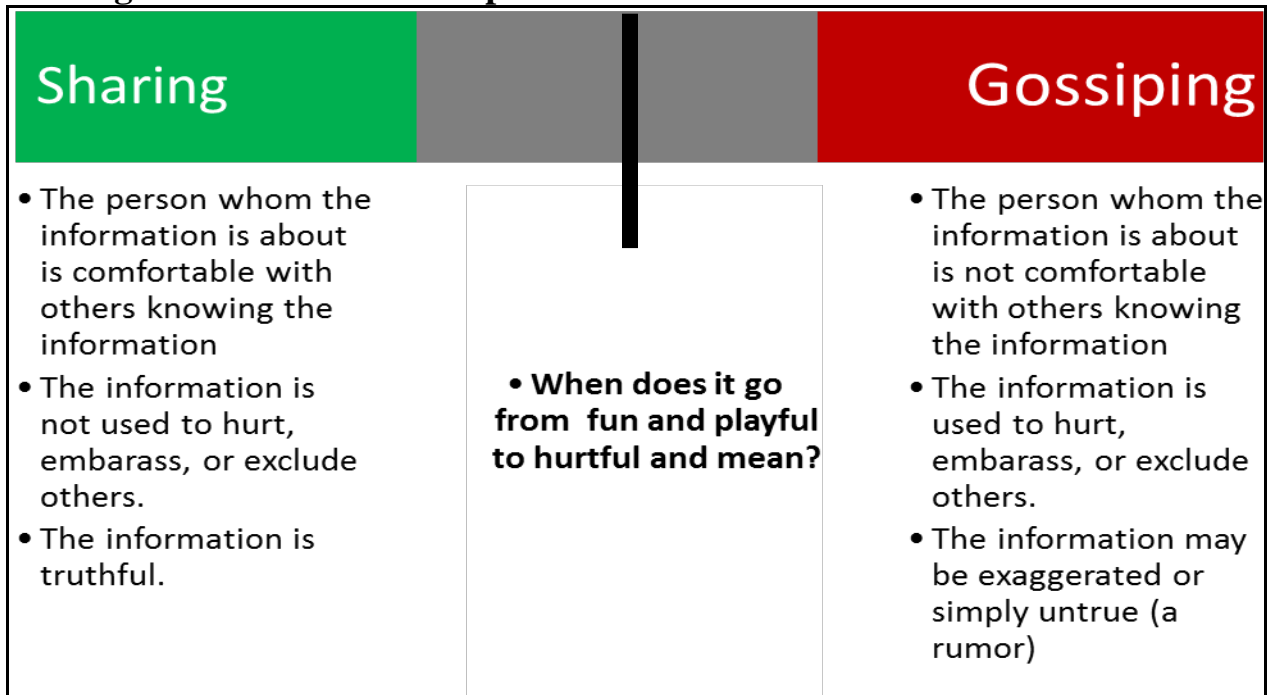 Sharing
Gossiping
• The person whom the
information is about
is comfortable with
others knowing the
information
• The information is
not used to hurt,
embarass, or exclude
others.
• The information is
truthful.
• When does it go
from fun and playful
to hurtful and mean?
• The person whom the
information is about
is not comfortable
with others knowing
the information
• The information is
used to hurt,
embarass, or exclude
others.
• The information may
be exaggerated or
simply untrue (a
rumor)